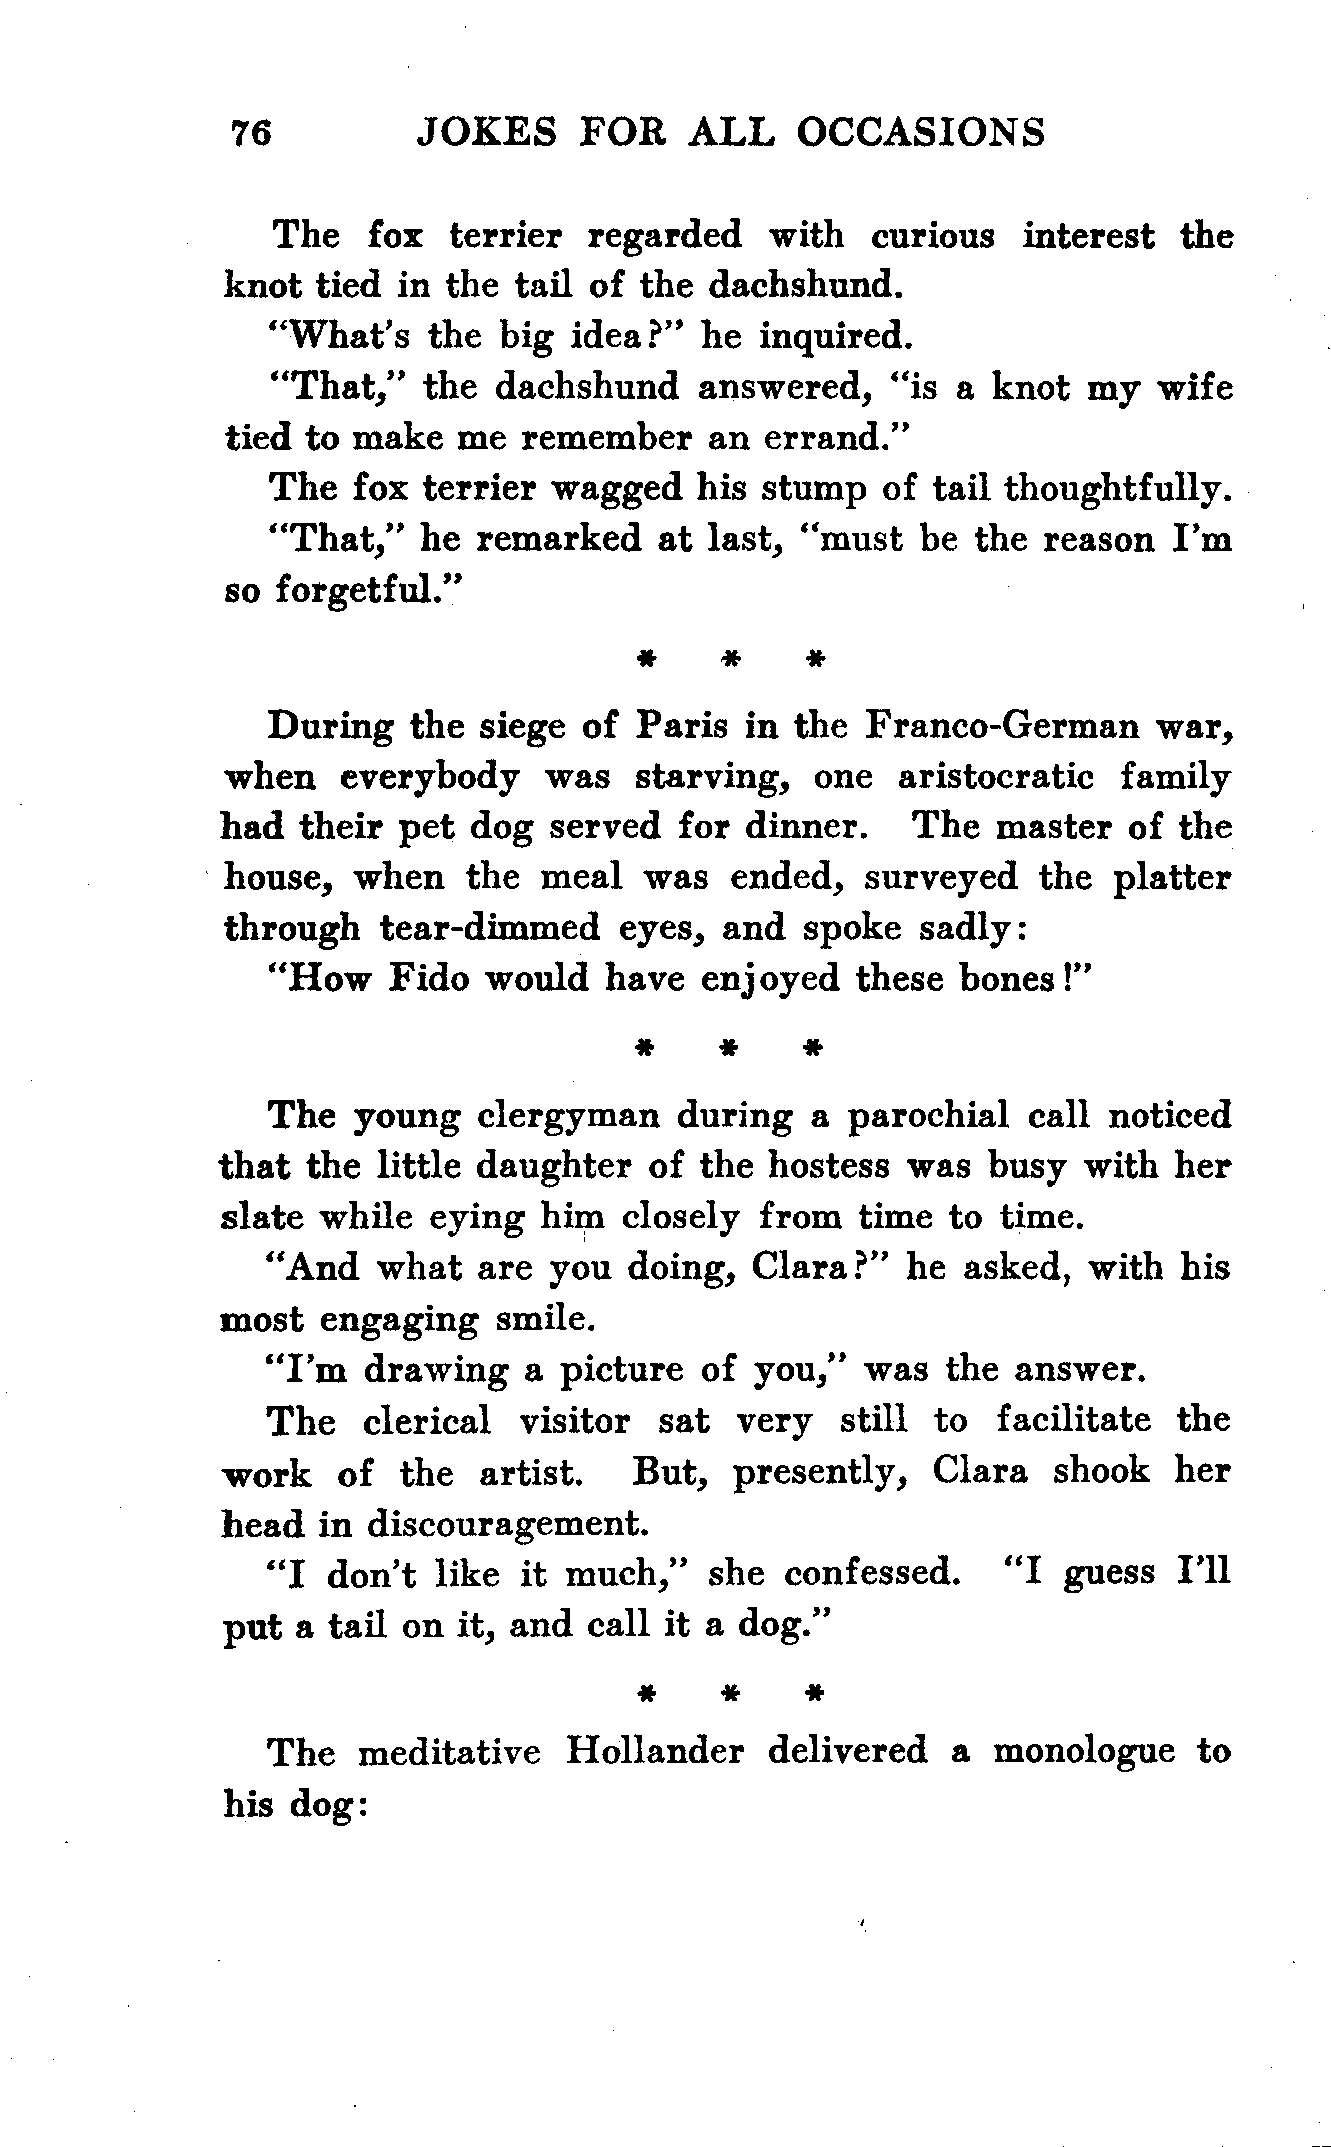 76 JOKES FOR ALL OCCASIONS
The fox terrier regarded with curious interest the
knot tied in the tail of the dachshund.
“What's the big idea?” he inquired.
“That,” the dachshund answered, “is a knot my wife
tied to make me remember an errand.”
The fox terrier wagged his stump of tail thoughtfully.
“That,” he remarked at last, “must be the reason I'm
so forgetful.”
* * *
During the siege of Paris in the Franco-German war,
when everybody was starving, one aristocratic family
had their pet dog served for dinner. The master of the
house, when the meal was ended, surveyed the platter
through tear-dimmed eyes, and spoke sadly:
“How Fido would have enjoyed these bones!”
* * *
The young clergyman during a parochial call noticed
that the little daughter of the hostess was busy with her
slate while eying him closely from time to time.
“And what are you doing, Clara?” he asked, with his
most engaging smile.
“I'm drawing a picture of you,” was the answer.
The clerical visitor sat very still to facilitate the
work of the artist. But, presently, Clara shook her
head in discouragement.
“I don't like it much,” she confessed. “I guess I'll
put a tail on it, and call it a dog.”
* * *
The meditative Hollander delivered a monologue to
his dog: